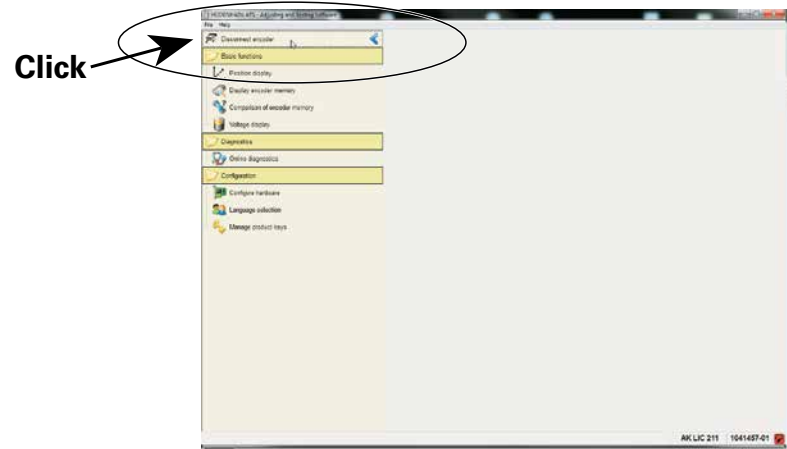 HEIDENHAIN ATS - Adjusting and Testing Software
File Help
Disconnect encoder
Click
Basic functions
Position display
Display encoder memory
Comparison of encoder memory
Voltage display
Diagnostics
Online diagnostics
Configuration
Configure hardware
Language selection
Manage product keys
AK LIC 211 1041457-01